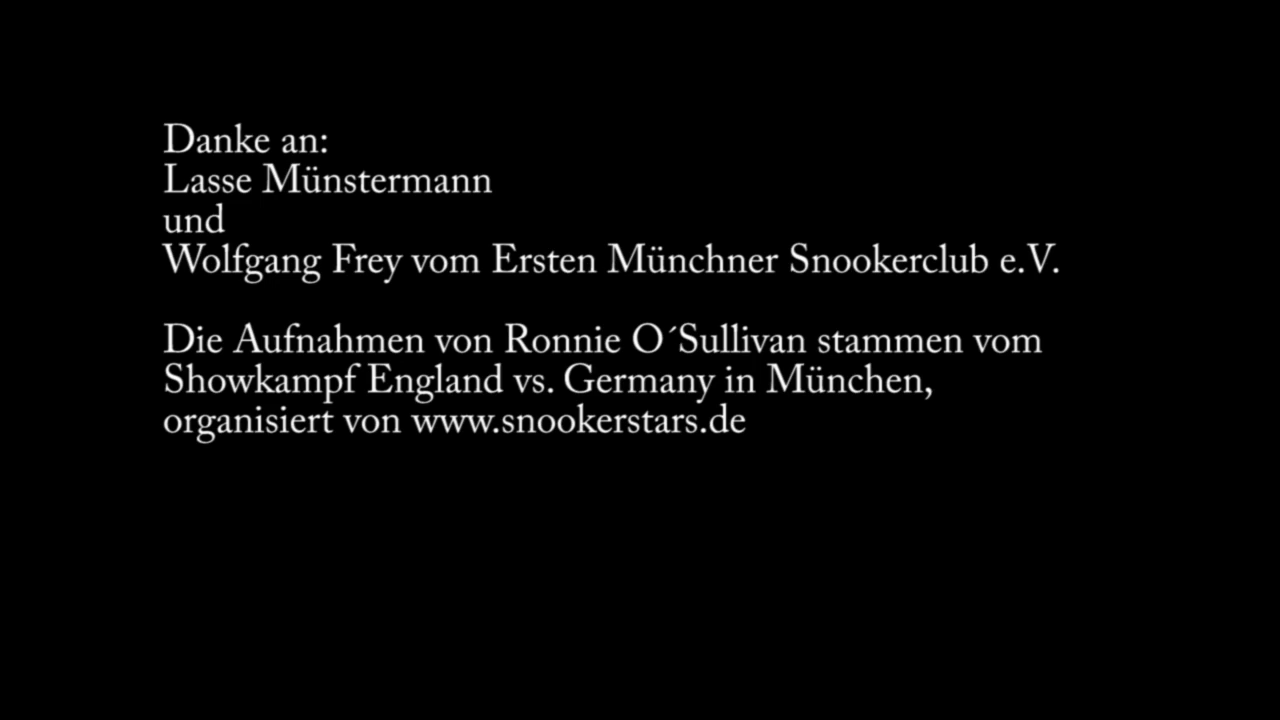 Danke an:
Lasse Münstermann
und
Wolfgang Frey vom Ersten Münchner Snookerclub e.V.
Die Aufnahmen von Ronnie O´Sullivan stammen vom
Showkampf England vs. Germany in München,
organisiert von www.snookerstars.de